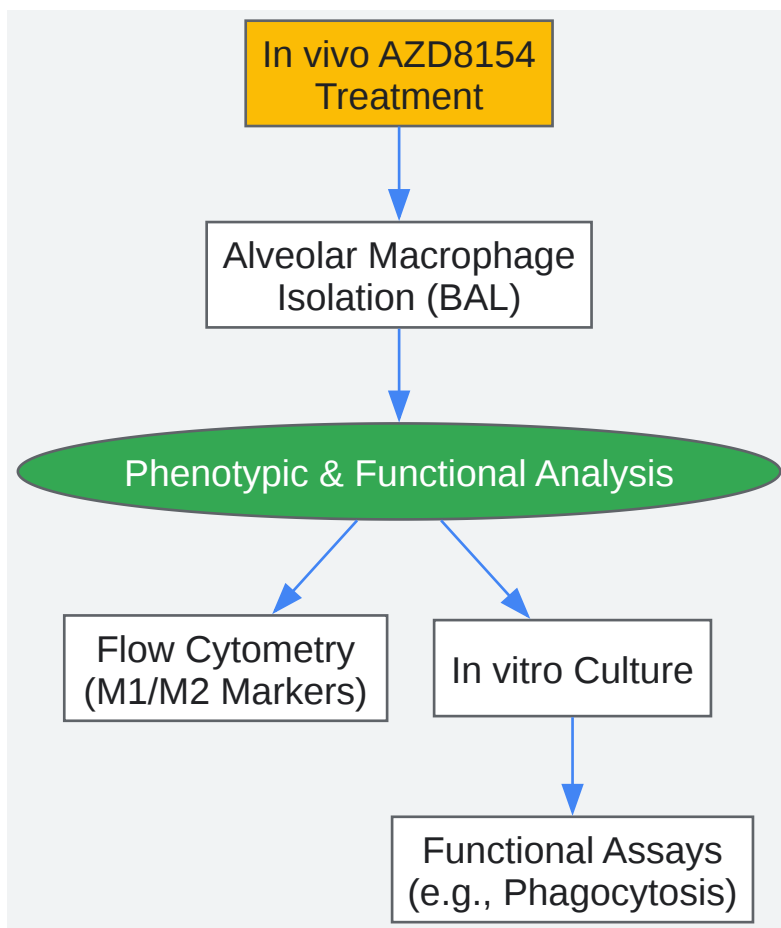 In vivo AZD8154
Treatment
Alveolar Macrophage
Isolation (BAL)
Phenotypic & Functional Analysis
Flow Cytometry
(M1/M2 Markers)
In vitro Culture
Functional Assays
(e.g., Phagocytosis)